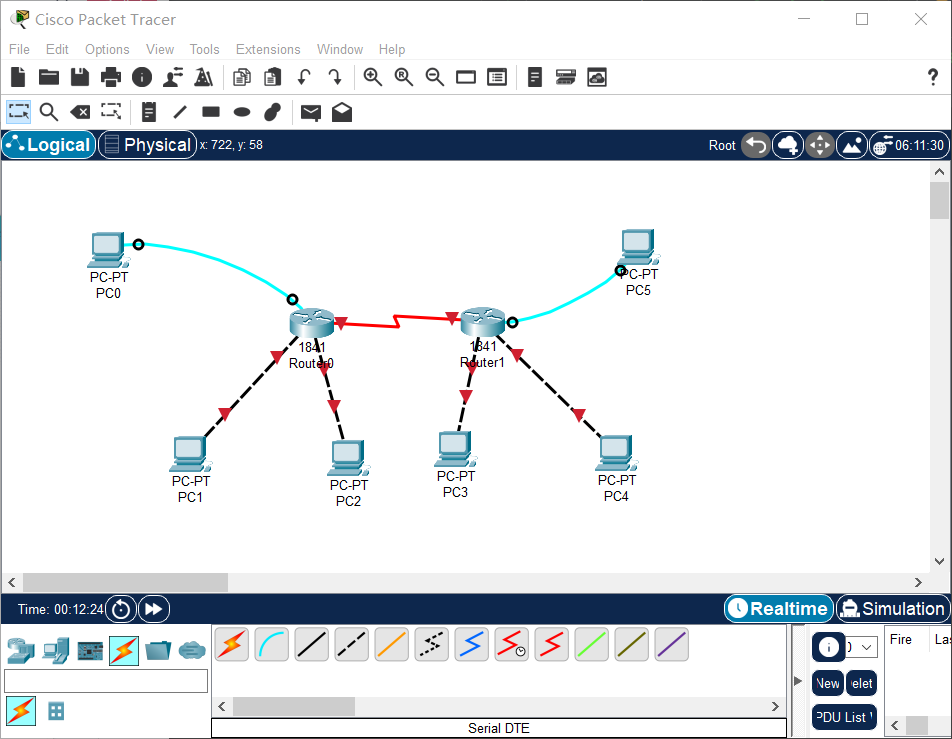 Cisco Packet Tracer
File Edit Options View Tools Extensions Window Help
Logical Physical x: 722, y: 58 Root 06:11:30
PC-PT
PC0
PC-PT
PC5
1841
Router0
1841
Router1
PC-PT
PC1
PC-PT
PC2
PC-PT
PC3
PC-PT
PC4
Time: 00:12:24 Realtime Simulation
0
Fire Las
New elet
PDU List
Serial DTE